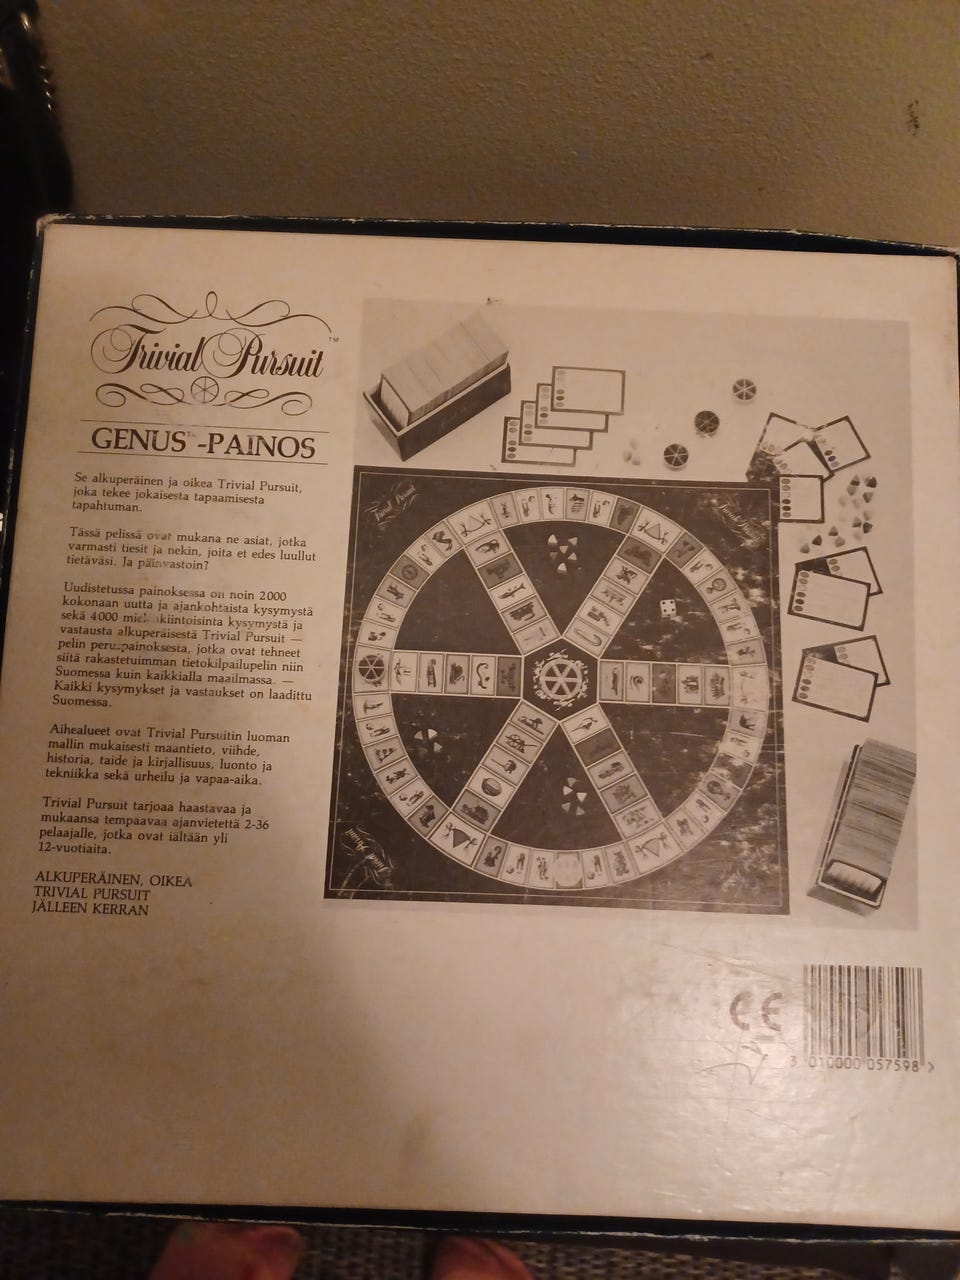 Trivial Pursuit™
GENUS -PAINOS
Se alkuperäinen ja oikea Trivial Pursuit,
joka tekee jokaisesta tapaamisesta
tapahtuman.
Tässä pelissä ovat mukana ne asiat, jotka
varmasti tiesit ja nekin, joita et edes luullut
tietäväsi. Ja päinvastoin?
Uudistetussa painoksessa on noin 2000
kokonaan uutta ja ajankohtaista kysymystä
sekä 4000 mielenkiintoisinta kysymystä ja
vastausta alkuperäisestä Trivial Pursuit —
pelin peruspainoksesta, jotka ovat tehneet
siitä rakastetuimman tietokilpailupelin niin
Suomessa kuin kaikkialla maailmassa. —
Kaikki kysymykset ja vastaukset on laadittu
Suomessa.
Aihealueet ovat Trivial Pursuitin luoman
mallin mukaisesti maantieto, viihde,
historia, taide ja kirjallisuus, luonto ja
tekniikka sekä urheilu ja vapaa-aika.
Trivial Pursuit tarjoaa haastavaa ja
mukaansa tempaavaa ajanvietettä 2-36
pelaajalle, jotka ovat iältään yli
12-vuotiaita.
ALKUPERÄINEN, OIKEA
TRIVIAL PURSUIT
JÄLLEEN KERRAN
Trivial Pursuit
Trivial Pursuit
CE
3 010000 057598 >